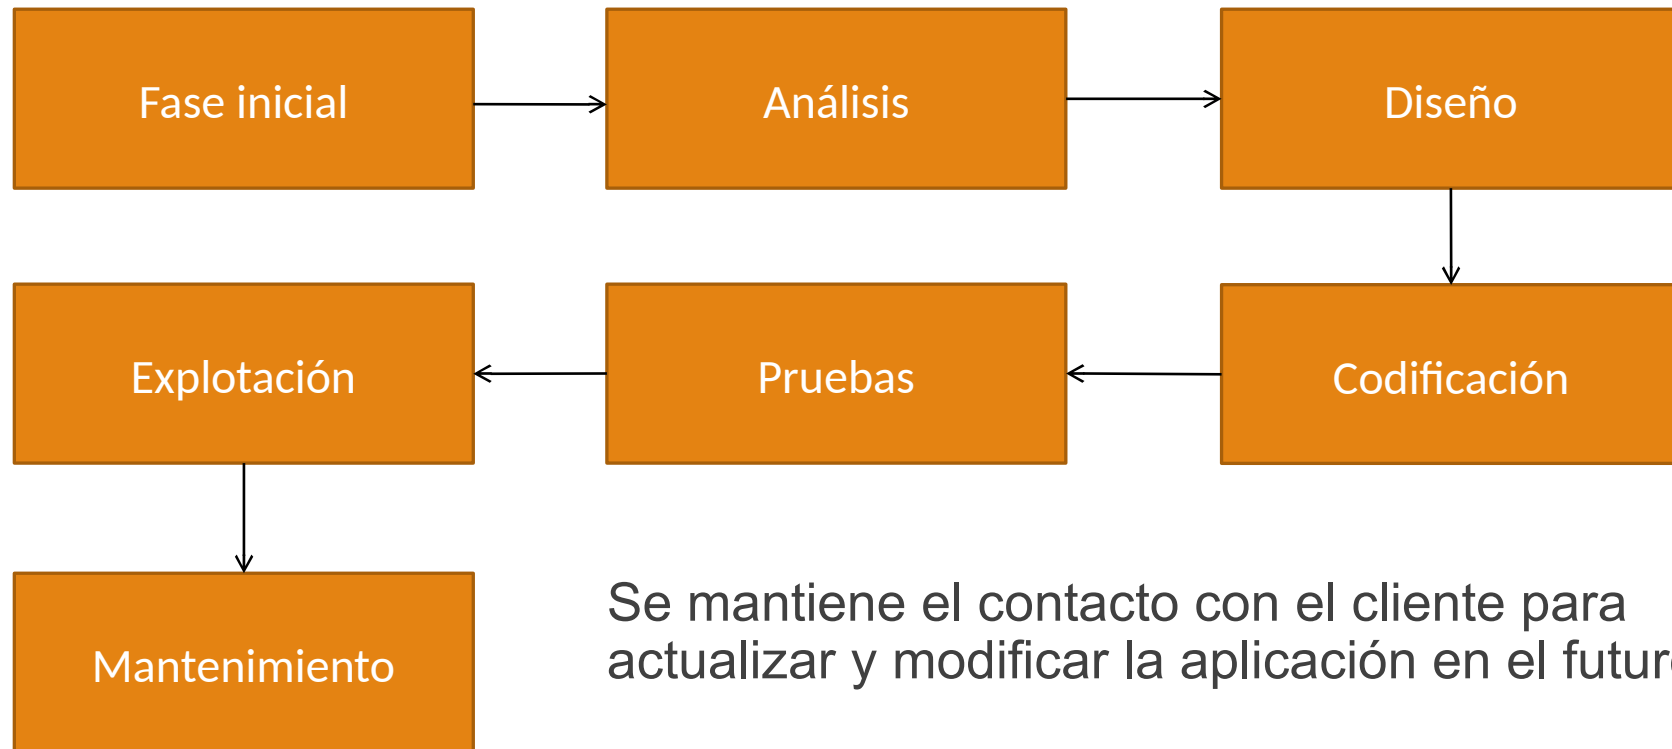 Fase inicial
Análisis
Diseño
Explotación
Pruebas
Codificación
Se mantiene el contacto con el cliente para
actualizar y modificar la aplicación en el futuro
Mantenimiento